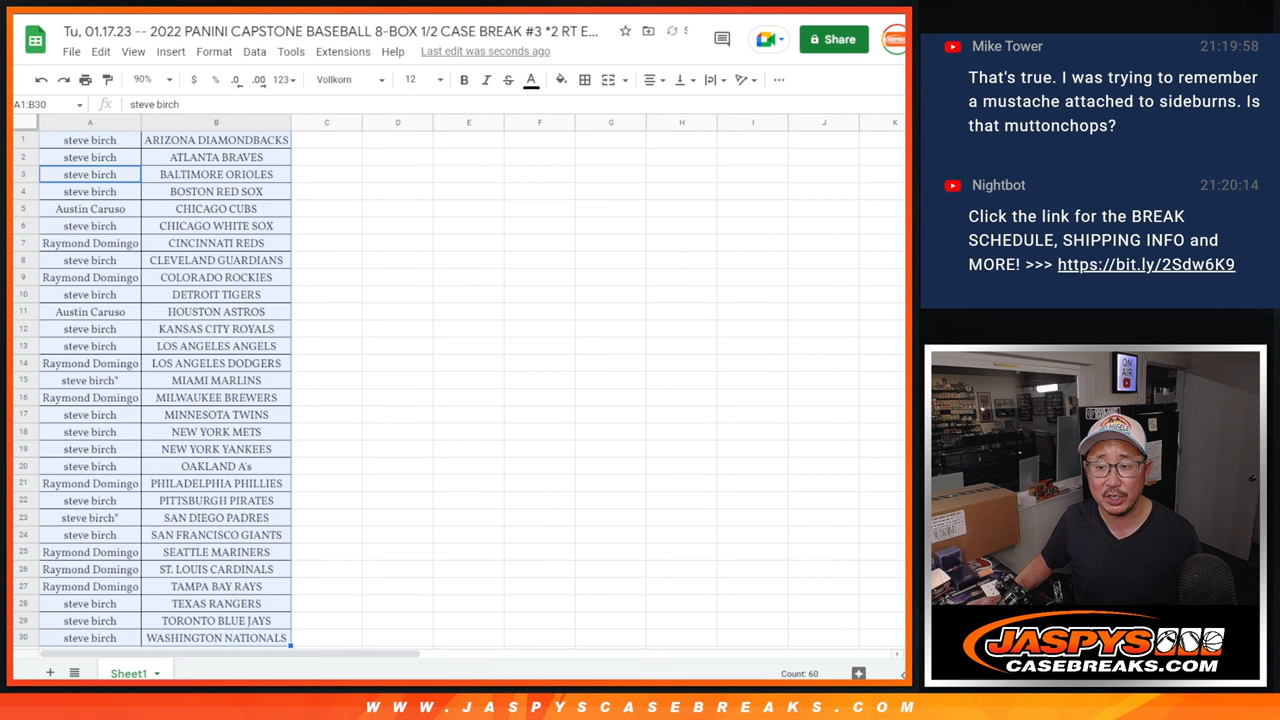 Tu, 01.17.23 -- 2022 PANINI CAPSTONE BASEBALL 8-BOX 1/2 CASE BREAK #3 *2 RT E...
File Edit View Insert Format Data Tools Extensions Help Last edit was seconds ago
Share
90% $ % .0 .00 123 Vollkorn 12 B I S A
A1:B30 fx steve birch
A B C D E F G H I J K
1 steve birch ARIZONA DIAMONDBACKS
2 steve birch ATLANTA BRAVES
3 steve birch BALTIMORE ORIOLES
4 steve birch BOSTON RED SOX
5 Austin Caruso CHICAGO CUBS
6 steve birch CHICAGO WHITE SOX
7 Raymond Domingo CINCINNATI REDS
8 steve birch CLEVELAND GUARDIANS
9 Raymond Domingo COLORADO ROCKIES
10 steve birch DETROIT TIGERS
11 Austin Caruso HOUSTON ASTROS
12 steve birch KANSAS CITY ROYALS
13 steve birch LOS ANGELES ANGELS
14 Raymond Domingo LOS ANGELES DODGERS
15 steve birch* MIAMI MARLINS
16 Raymond Domingo MILWAUKEE BREWERS
17 steve birch MINNESOTA TWINS
18 steve birch NEW YORK METS
19 steve birch NEW YORK YANKEES
20 steve birch OAKLAND A's
21 Raymond Domingo PHILADELPHIA PHILLIES
22 steve birch PITTSBURGH PIRATES
23 steve birch* SAN DIEGO PADRES
24 steve birch SAN FRANCISCO GIANTS
25 Raymond Domingo SEATTLE MARINERS
26 Raymond Domingo ST. LOUIS CARDINALS
27 Raymond Domingo TAMPA BAY RAYS
28 steve birch TEXAS RANGERS
29 steve birch TORONTO BLUE JAYS
30 steve birch WASHINGTON NATIONALS
Sheet1 Count: 60
Mike Tower 21:19:58
That's true. I was trying to remember
a mustache attached to sideburns. Is
that muttonchops?
Nightbot 21:20:14
Click the link for the BREAK
SCHEDULE, SHIPPING INFO and
MORE! >>> https://bit.ly/2Sdw6K9
ON
AIR
JASPYS
CASEBREAKS.COM
WWW.JASPYSCASEBREAKS.COM